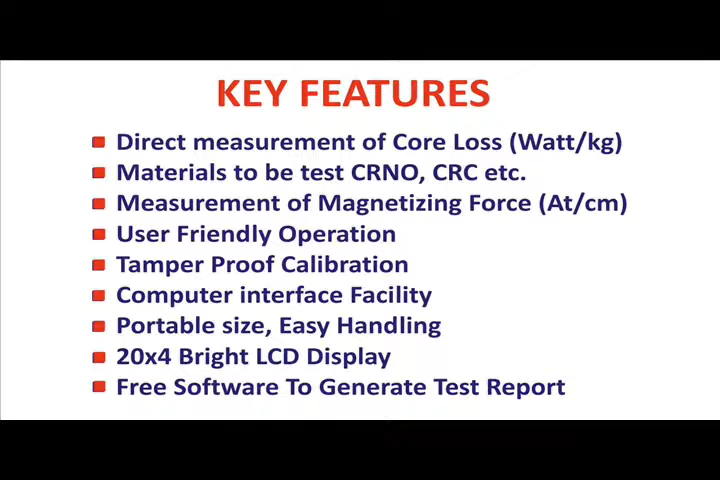 KEY FEATURES
Direct measurement of Core Loss (Watt/kg)
Materials to be test CRNO, CRC etc.
Measurement of Magnetizing Force (At/cm)
User Friendly Operation
Tamper Proof Calibration
Computer interface Facility
Portable size, Easy Handling
20x4 Bright LCD Display
Free Software To Generate Test Report